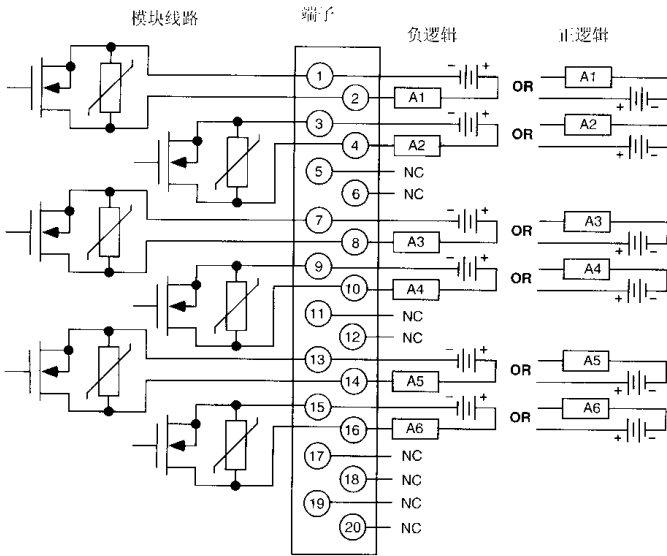 模块线路 端子 负逻辑 正逻辑
1 - + OR A1
2 A1 + -
3 - + OR A2
4 A2 + -
5 NC
6 NC
7 - + OR A3
8 A3 + -
9 - + OR A4
10 A4 + -
11 NC
12 NC
13 - + OR A5
14 A5 + -
15 - + OR A6
16 A6 + -
17 NC
18 NC
19 NC
20 NC